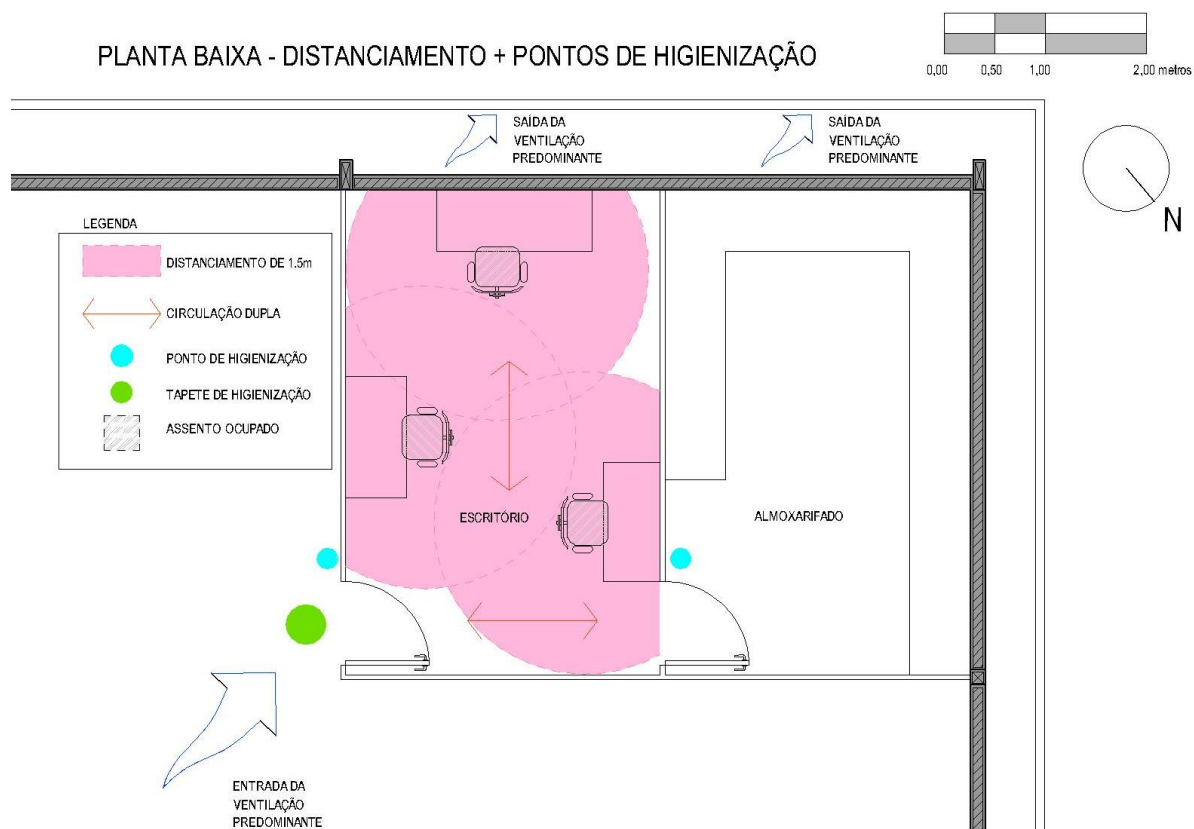 PLANTA BAIXA - DISTANCIAMENTO + PONTOS DE HIGIENIZAÇÃO
0,00 0,50 1,00 2,00 metros
SAÍDA DA
VENTILAÇÃO
PREDOMINANTE
SAÍDA DA
VENTILAÇÃO
PREDOMINANTE
N
LEGENDA
DISTANCIAMENTO DE 1.5m
CIRCULAÇÃO DUPLA
PONTO DE HIGIENIZAÇÃO
TAPETE DE HIGIENIZAÇÃO
ASSENTO OCUPADO
ESCRITÓRIO
ALMOXARIFADO
ENTRADA DA
VENTILAÇÃO
PREDOMINANTE